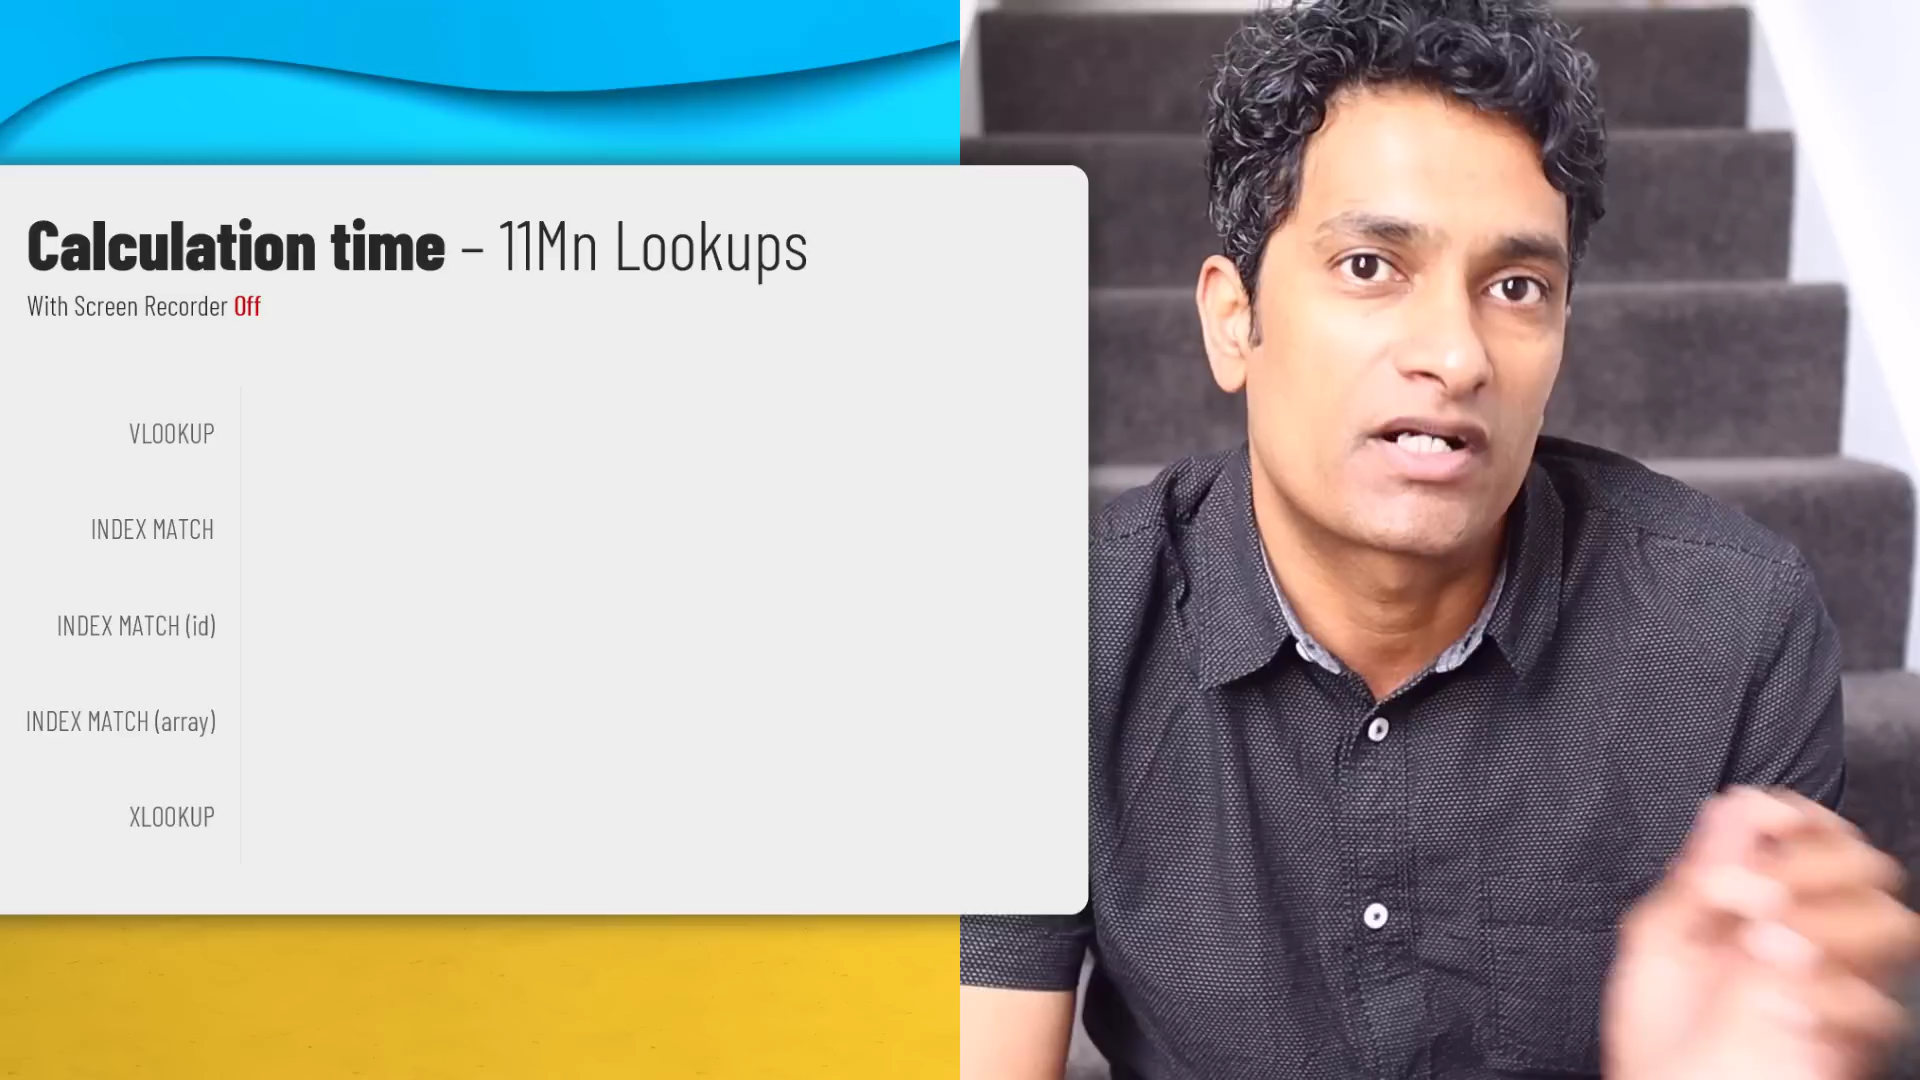 Calculation time – 11Mn Lookups
With Screen Recorder Off
VLOOKUP
INDEX MATCH
INDEX MATCH (id)
INDEX MATCH (array)
XLOOKUP